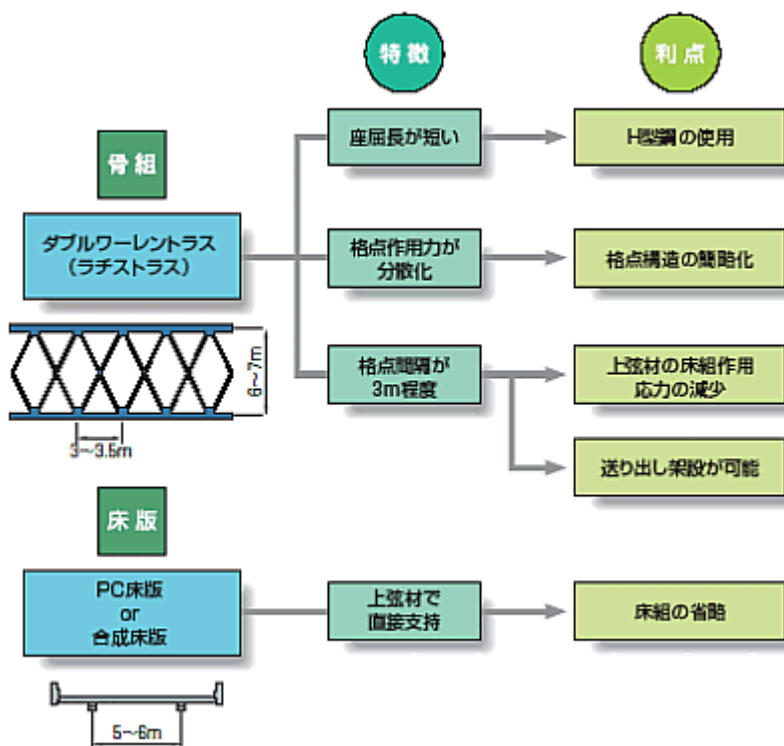 特徴
利点
骨組
ダブルワーレントラス
(ラチストラス)
座屈長が短い
H型鋼の使用
格点作用力が
分散化
格点構造の簡略化
格点間隔が
3m程度
上弦材の床組作用
応力の減少
送り出し架設が可能
6〜7m
3〜3.5m
床版
PC床版
or
合成床版
上弦材で
直接支持
床組の省略
5〜6m